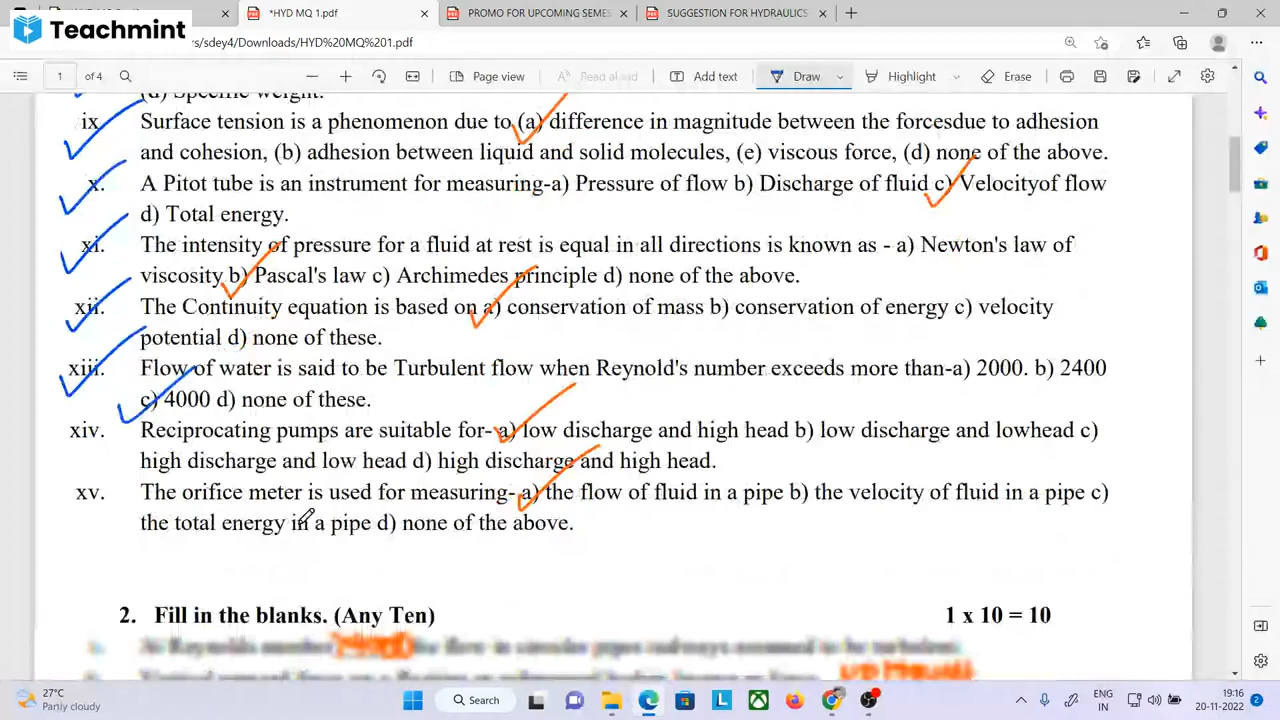 *HYD MQ 1.pdf
PROMO FOR UPCOMING SEMES
SUGGESTION FOR HYDRAULICS
Teachmint
rs/sdey4/Downloads/HYD%20MQ%201.pdf
1 of 4
Page view
Read aloud
Add text
Draw
Highlight
Erase
(d) Specific weight.
ix. Surface tension is a phenomenon due to (a) difference in magnitude between the forcesdue to adhesion
and cohesion, (b) adhesion between liquid and solid molecules, (e) viscous force, (d) none of the above.
x. A Pitot tube is an instrument for measuring-a) Pressure of flow b) Discharge of fluid c) Velocityof flow
d) Total energy.
xi. The intensity of pressure for a fluid at rest is equal in all directions is known as - a) Newton's law of
viscosity b) Pascal's law c) Archimedes principle d) none of the above.
xii. The Continuity equation is based on a) conservation of mass b) conservation of energy c) velocity
potential d) none of these.
xiii. Flow of water is said to be Turbulent flow when Reynold's number exceeds more than-a) 2000. b) 2400
c) 4000 d) none of these.
xiv. Reciprocating pumps are suitable for- a) low discharge and high head b) low discharge and lowhead c)
high discharge and low head d) high discharge and high head.
xv. The orifice meter is used for measuring- a) the flow of fluid in a pipe b) the velocity of fluid in a pipe c)
the total energy in a pipe d) none of the above.
2. Fill in the blanks. (Any Ten) 1 x 10 = 10
27°C
Partly cloudy
Search
ENG
IN
19:16
20-11-2022
2